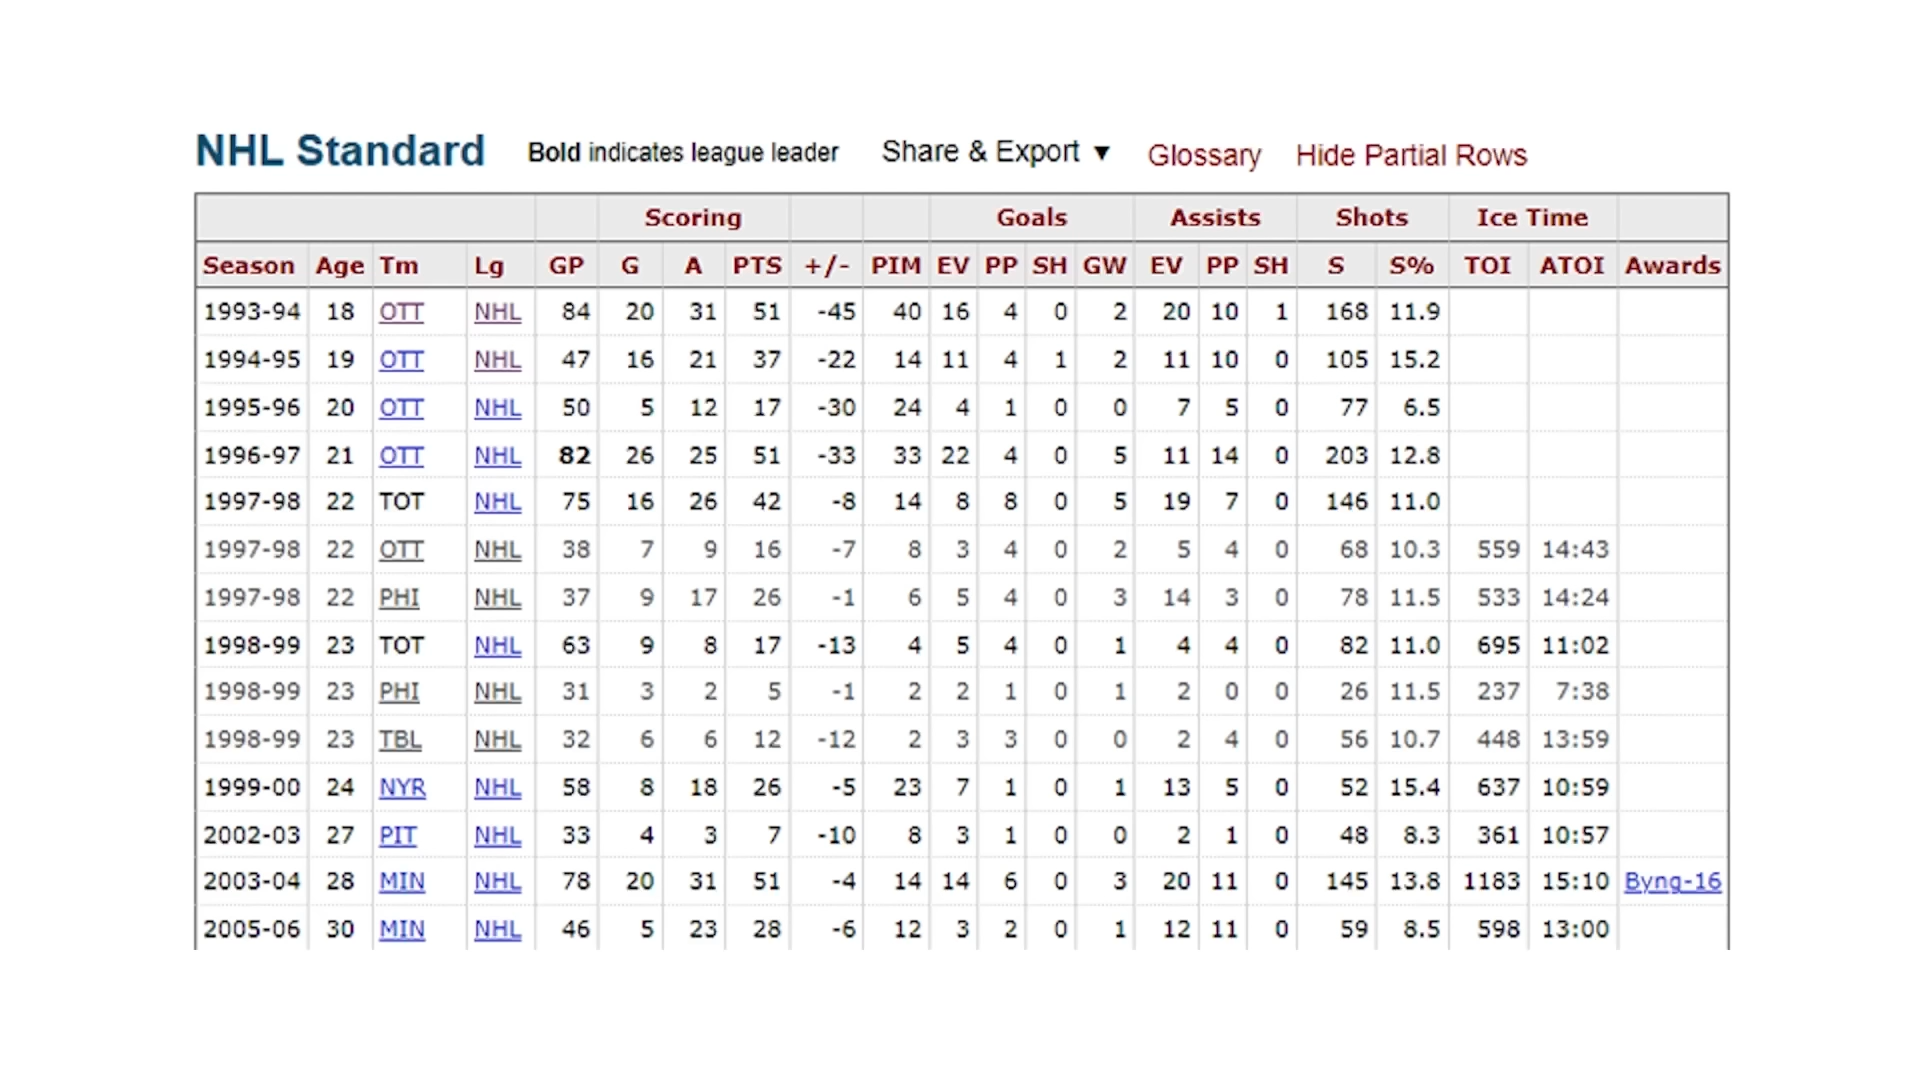 NHL Standard Bold indicates league leader Share & Export ▼ Glossary Hide Partial Rows
Scoring Goals Assists Shots Ice Time
Season Age Tm Lg GP G A PTS +/- PIM EV PP SH GW EV PP SH S S% TOI ATOI Awards
1993-94 18 OTT NHL 84 20 31 51 -45 40 16 4 0 2 20 10 1 168 11.9
1994-95 19 OTT NHL 47 16 21 37 -22 14 11 4 1 2 11 10 0 105 15.2
1995-96 20 OTT NHL 50 5 12 17 -30 24 4 1 0 0 7 5 0 77 6.5
1996-97 21 OTT NHL 82 26 25 51 -33 33 22 4 0 5 11 14 0 203 12.8
1997-98 22 TOT NHL 75 16 26 42 -8 14 8 8 0 5 19 7 0 146 11.0
1997-98 22 OTT NHL 38 7 9 16 -7 8 3 4 0 2 5 4 0 68 10.3 559 14:43
1997-98 22 PHI NHL 37 9 17 26 -1 6 5 4 0 3 14 3 0 78 11.5 533 14:24
1998-99 23 TOT NHL 63 9 8 17 -13 4 5 4 0 1 4 4 0 82 11.0 695 11:02
1998-99 23 PHI NHL 31 3 2 5 -1 2 2 1 0 1 2 0 0 26 11.5 237 7:38
1998-99 23 TBL NHL 32 6 6 12 -12 2 3 3 0 0 2 4 0 56 10.7 448 13:59
1999-00 24 NYR NHL 58 8 18 26 -5 23 7 1 0 1 13 5 0 52 15.4 637 10:59
2002-03 27 PIT NHL 33 4 3 7 -10 8 3 1 0 0 2 1 0 48 8.3 361 10:57
2003-04 28 MIN NHL 78 20 31 51 -4 14 14 6 0 3 20 11 0 145 13.8 1183 15:10 Byng-16
2005-06 30 MIN NHL 46 5 23 28 -6 12 3 2 0 1 12 11 0 59 8.5 598 13:00